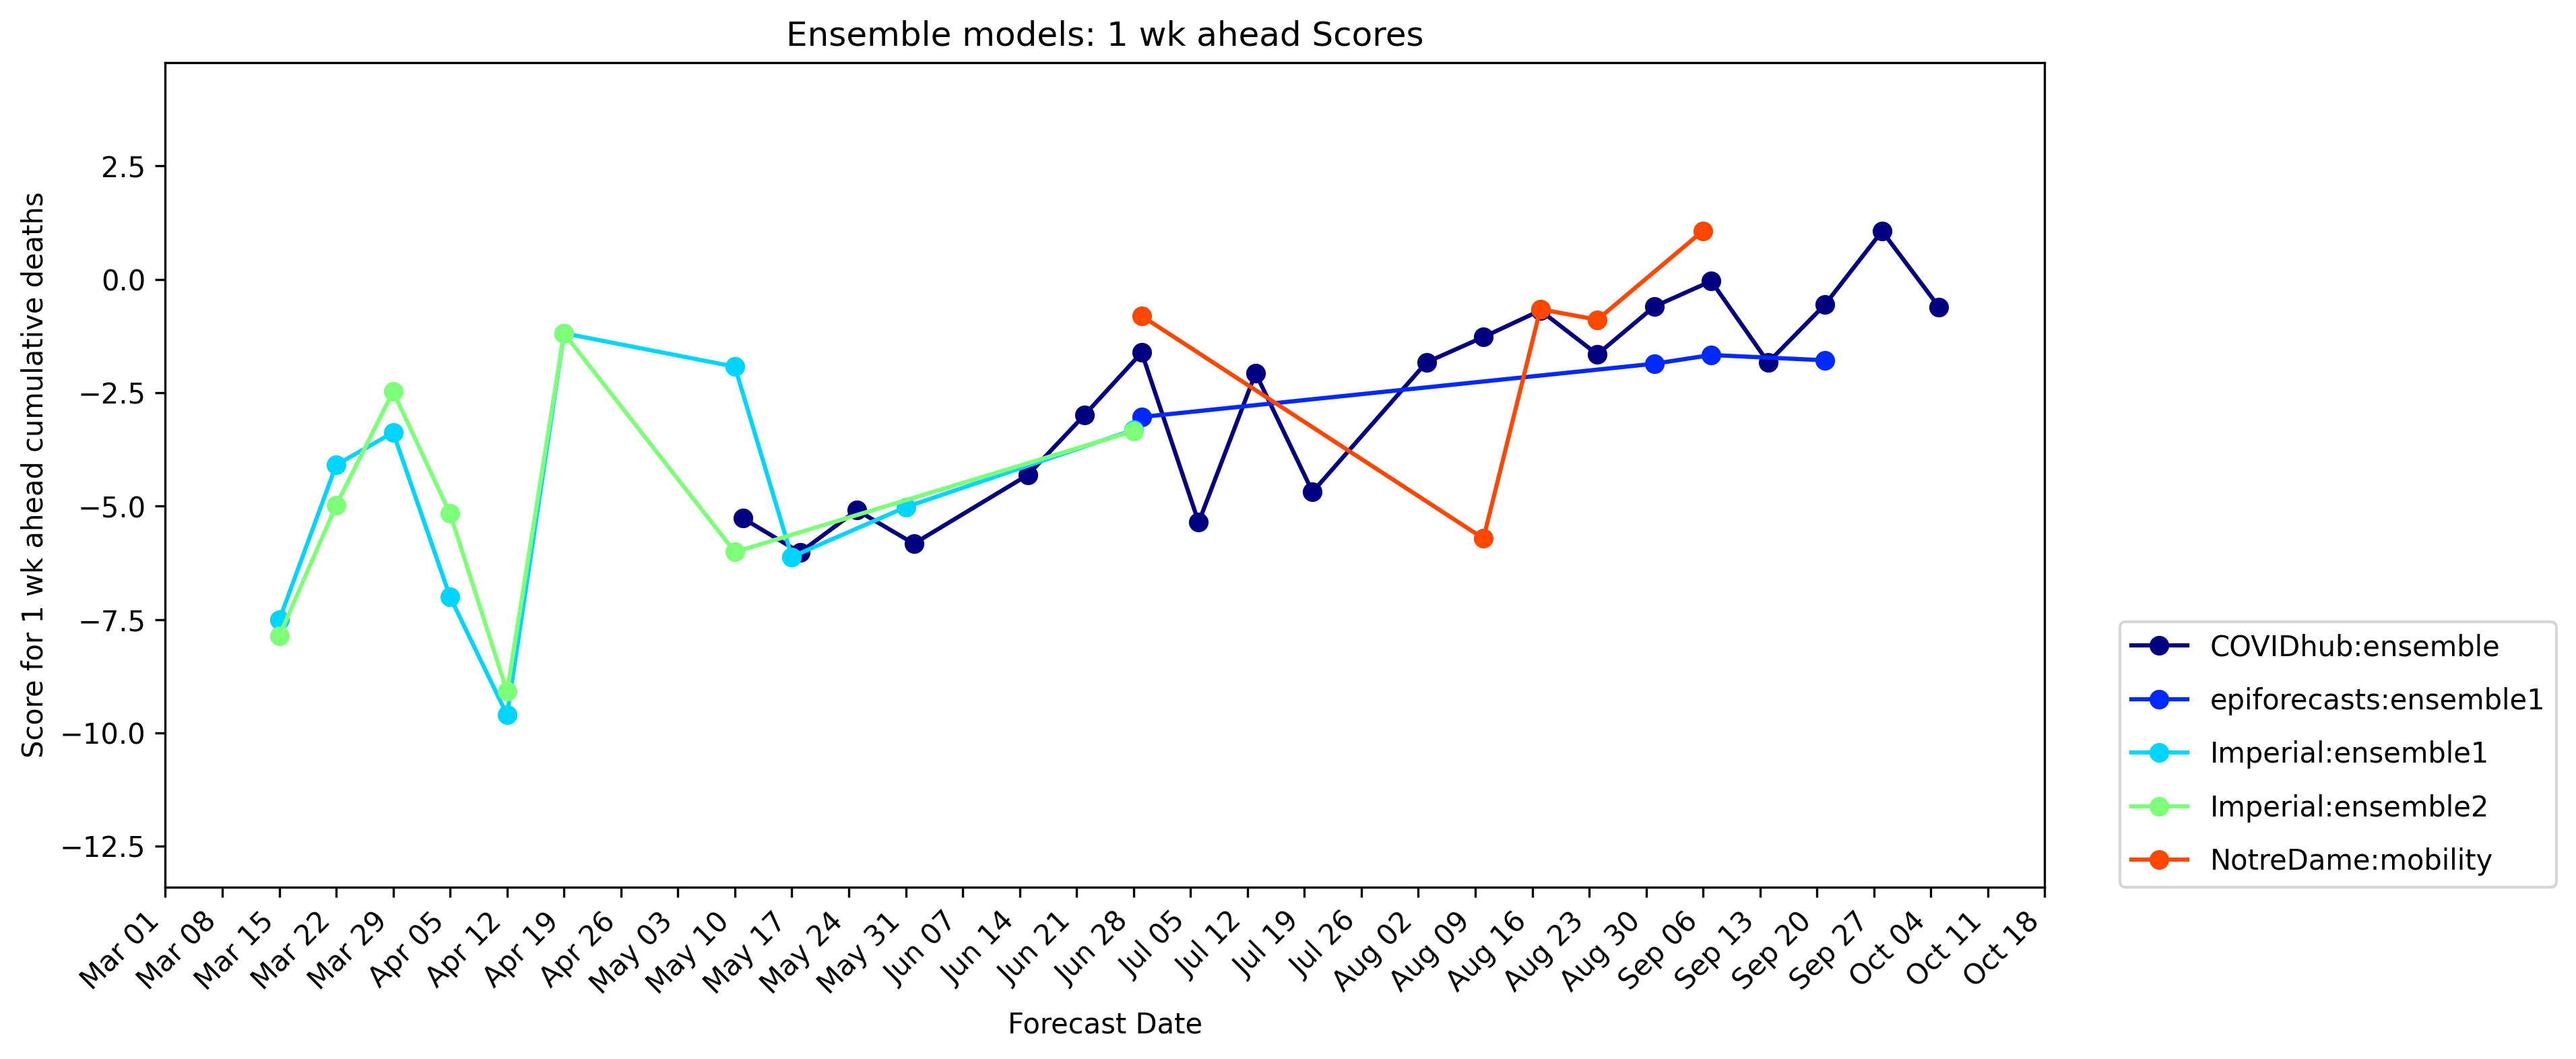 Ensemble models: 1 wk ahead Scores
Score for 1 wk ahead cumulative deaths
2.5
0.0
−2.5
−5.0
−7.5
−10.0
−12.5
Mar 01
Mar 08
Mar 15
Mar 22
Mar 29
Apr 05
Apr 12
Apr 19
Apr 26
May 03
May 10
May 17
May 24
May 31
Jun 07
Jun 14
Jun 21
Jun 28
Jul 05
Jul 12
Jul 19
Jul 26
Aug 02
Aug 09
Aug 16
Aug 23
Aug 30
Sep 06
Sep 13
Sep 20
Sep 27
Oct 04
Oct 11
Oct 18
Forecast Date
COVIDhub:ensemble
epiforecasts:ensemble1
Imperial:ensemble1
Imperial:ensemble2
NotreDame:mobility